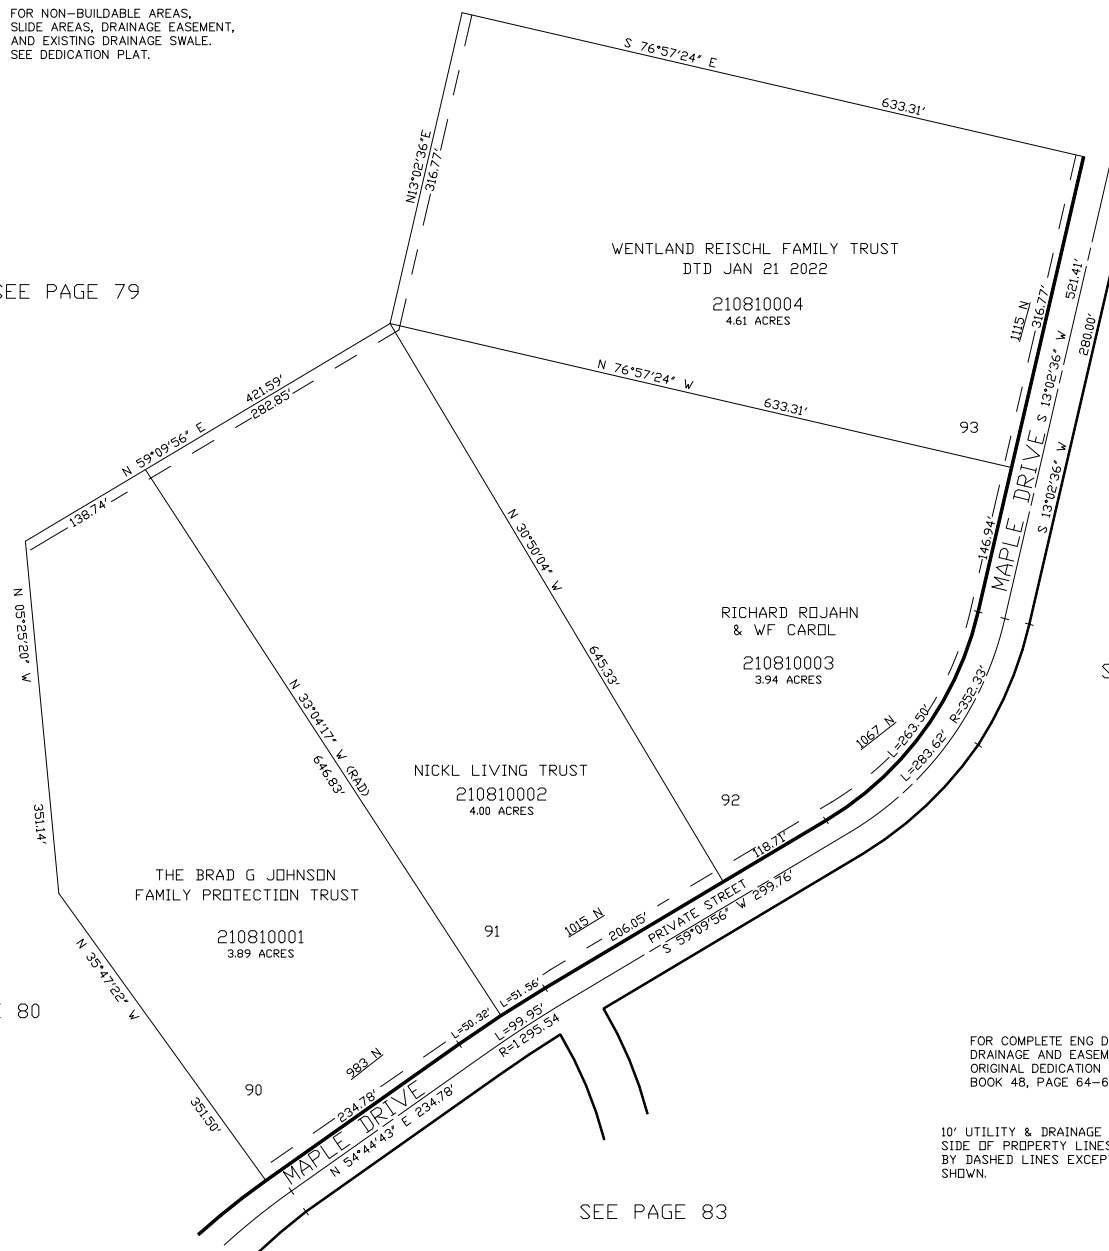 FOR NON-BUILDABLE AREAS,
SLIDE AREAS, DRAINAGE EASEMENT,
AND EXISTING DRAINAGE SWALE.
SEE DEDICATION PLAT.
S 76°57'24" E
633.31'
N13°02'36"E
316.77'
WENTLAND REISCHL FAMILY TRUST
DTD JAN 21 2022
210810004
4.61 ACRES
SEE PAGE 79
1115 N
316.77'
521.41'
S 13°02'36" W
280.00'
S 13°02'36" W
N 76°57'24" W
633.31'
93
MAPLE DRIVE
146.94'
421.59'
282.85'
N 59°09'56" E
138.74'
N 05°25'20" W
351.14'
N 30°50'04" W
645.33'
RICHARD ROJAHN
& WF CAROL
210810003
3.94 ACRES
S
N 33°04'17" W (RAD)
646.83'
1067 N
L=263.50'
R=352.33'
L=283.62'
NICKL LIVING TRUST
210810002
4.00 ACRES
92
118.71'
THE BRAD G JOHNSON
FAMILY PROTECTION TRUST
210810001
3.89 ACRES
91
1015 N
206.05'
PRIVATE STREET
S 59°09'56" W 299.76'
N 35°47'22" W
351.50'
80
L=51.56'
L=50.32'
L=99.95'
R=1295.54
983 N
90
234.78'
MAPLE DRIVE
N 54°44'43" E 234.78'
FOR COMPLETE ENG D
DRAINAGE AND EASEM
ORIGINAL DEDICATION
BOOK 48, PAGE 64-6
10' UTILITY & DRAINAGE
SIDE OF PROPERTY LINES
BY DASHED LINES EXCEPT
SHOWN.
SEE PAGE 83